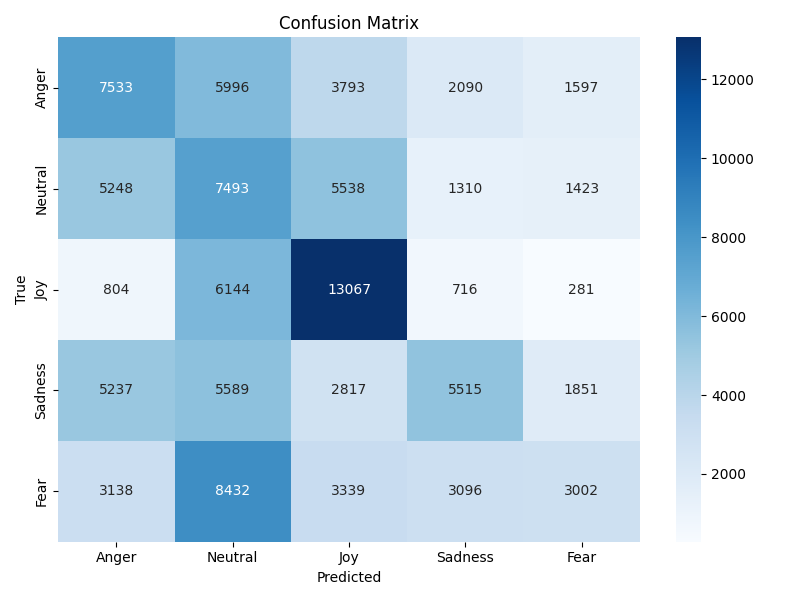 Confusion Matrix
True
Anger 7533 5996 3793 2090 1597
Neutral 5248 7493 5538 1310 1423
Joy 804 6144 13067 716 281
Sadness 5237 5589 2817 5515 1851
Fear 3138 8432 3339 3096 3002
Anger Neutral Joy Sadness Fear
Predicted
12000
10000
8000
6000
4000
2000